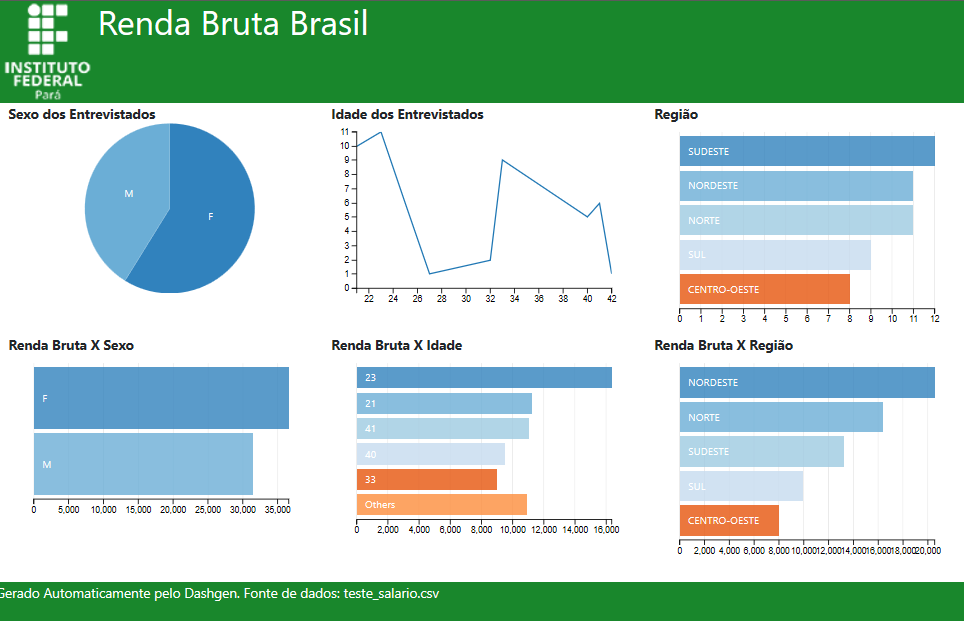 Renda Bruta Brasil
INSTITUTO
FEDERAL
Pará
Sexo dos Entrevistados
M
F
Idade dos Entrevistados
11
10
9
8
7
6
5
4
3
2
1
0
22 24 26 28 30 32 34 36 38 40 42
Região
SUDESTE
NORDESTE
NORTE
SUL
CENTRO-OESTE
0 1 2 3 4 5 6 7 8 9 10 11 12
Renda Bruta X Sexo
F
M
0 5,000 10,000 15,000 20,000 25,000 30,000 35,000
Renda Bruta X Idade
23
21
41
40
33
Others
0 2,000 4,000 6,000 8,000 10,000 12,000 14,000 16,000
Renda Bruta X Região
NORDESTE
NORTE
SUDESTE
SUL
CENTRO-OESTE
0 2,000 4,000 6,000 8,000 10,000 12,000 14,000 16,000 18,000 20,000
Gerado Automaticamente pelo Dashgen. Fonte de dados: teste_salario.csv